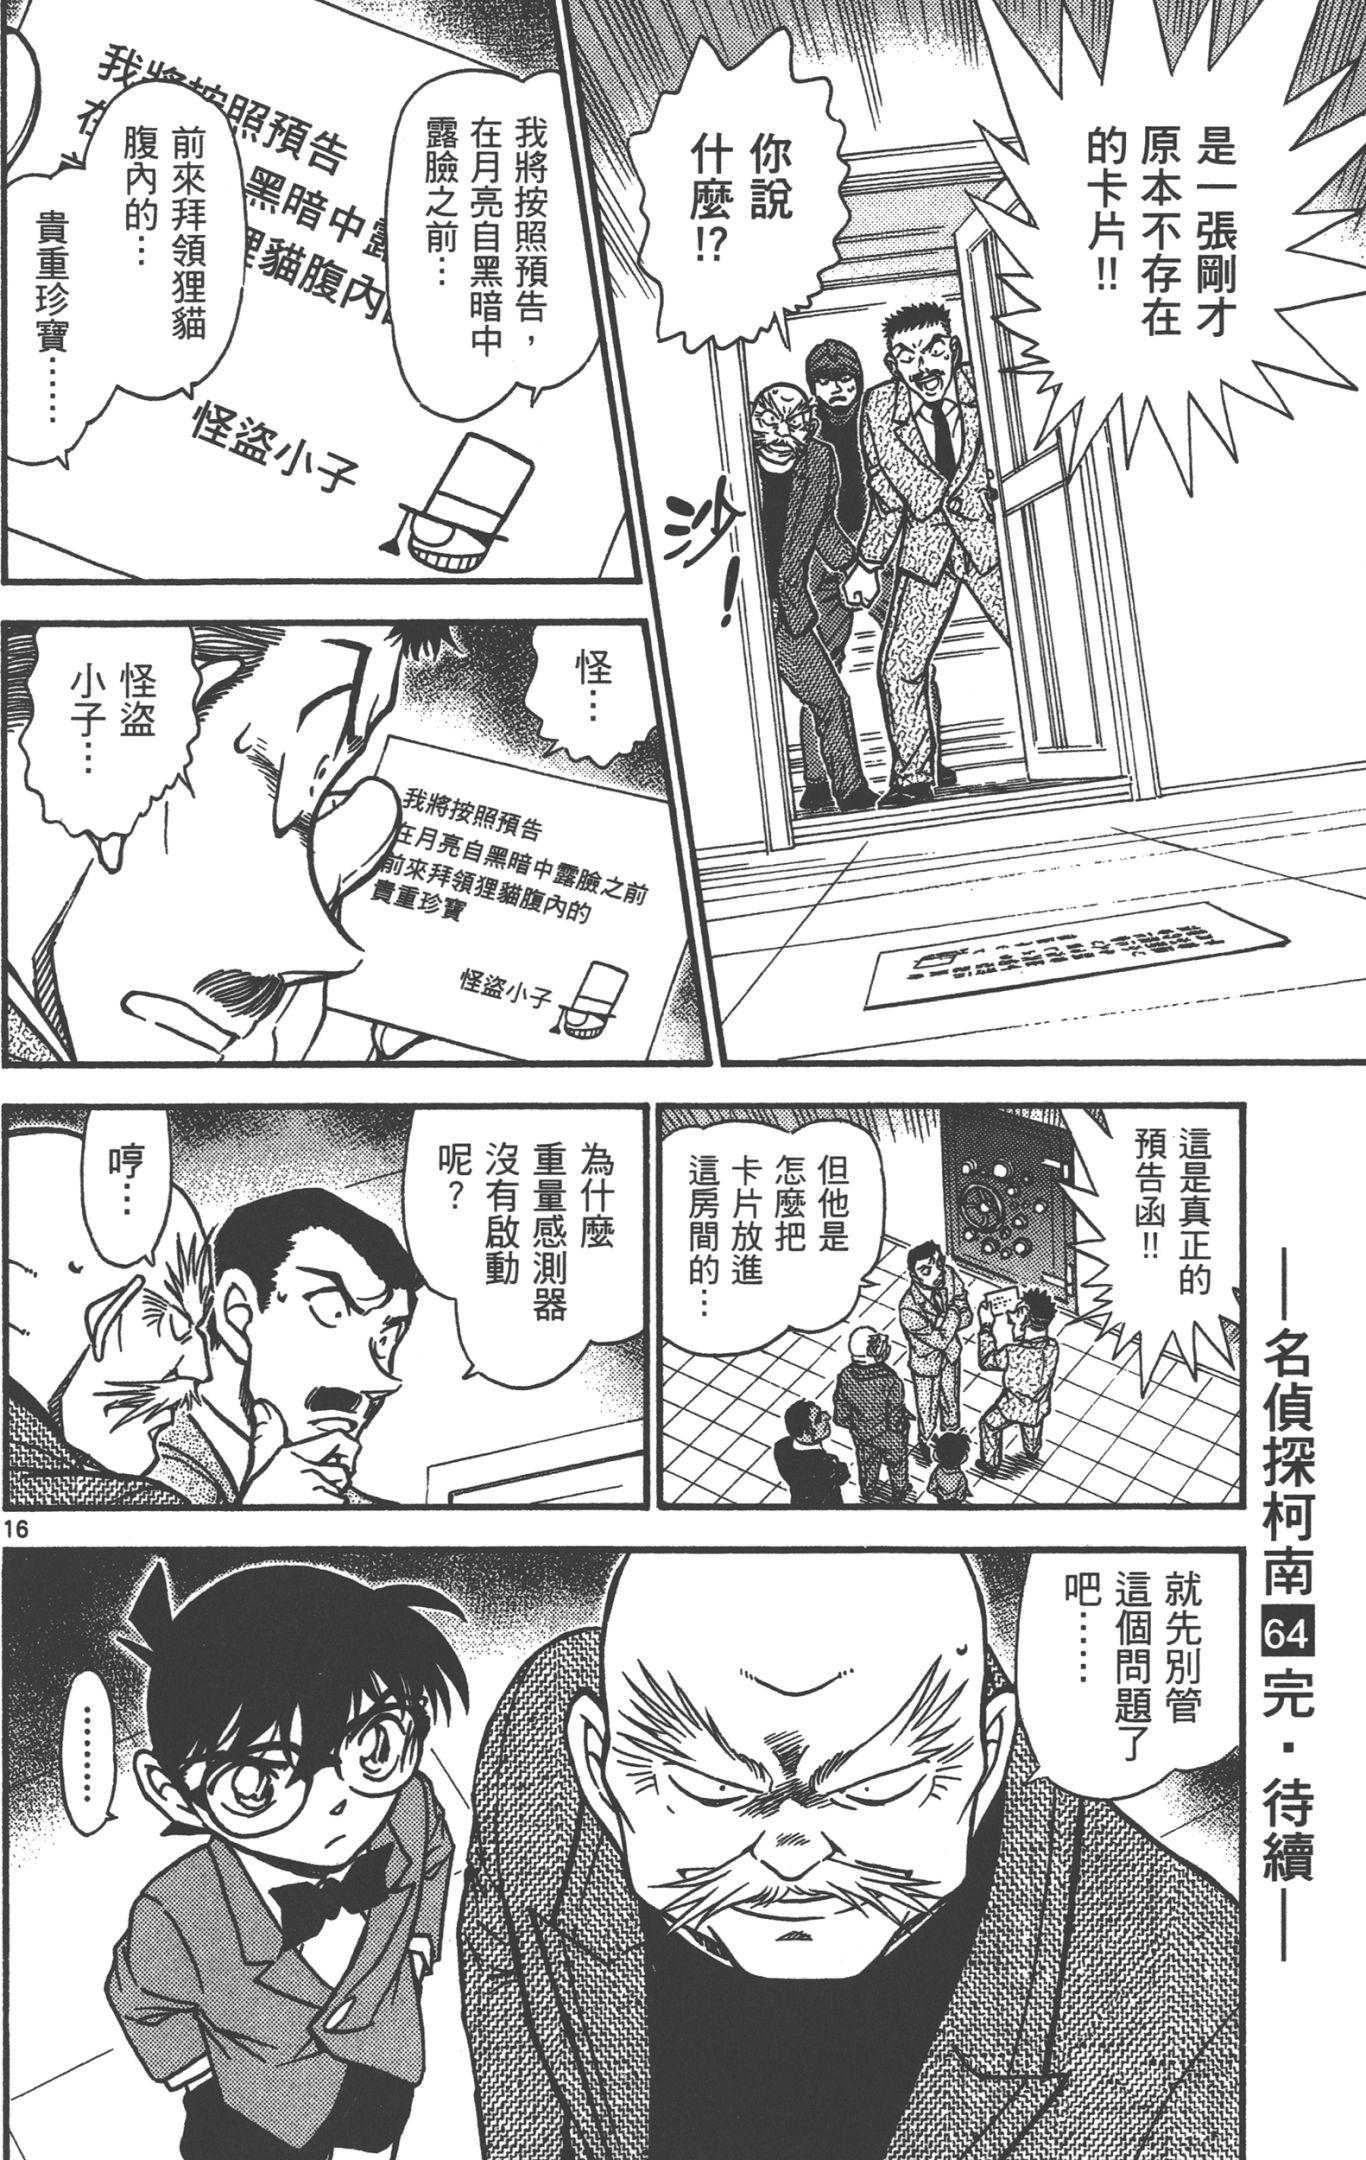 是一張剛才
原本不存在
的卡片!!
你說
什麼!?
沙!
我將按照預告，
在月亮自黑暗中
露臉之前…
前來拜領狸貓
腹內的…
貴重珍寶……
我將按照預告
在
黑暗中露
狸貓腹內的
怪盜小子
怪…
怪盜
小子…
我將按照預告
在月亮自黑暗中露臉之前
前來拜領狸貓腹內的
貴重珍寶
怪盜小子
這是真正的
預告函!!
但他是
怎麼把
卡片放進
這房間的…
為什麼
重量感測器
沒有啟動
呢?
哼…
16
就先別管
這個問題了
吧……
………
—名偵探柯南64完・待續—